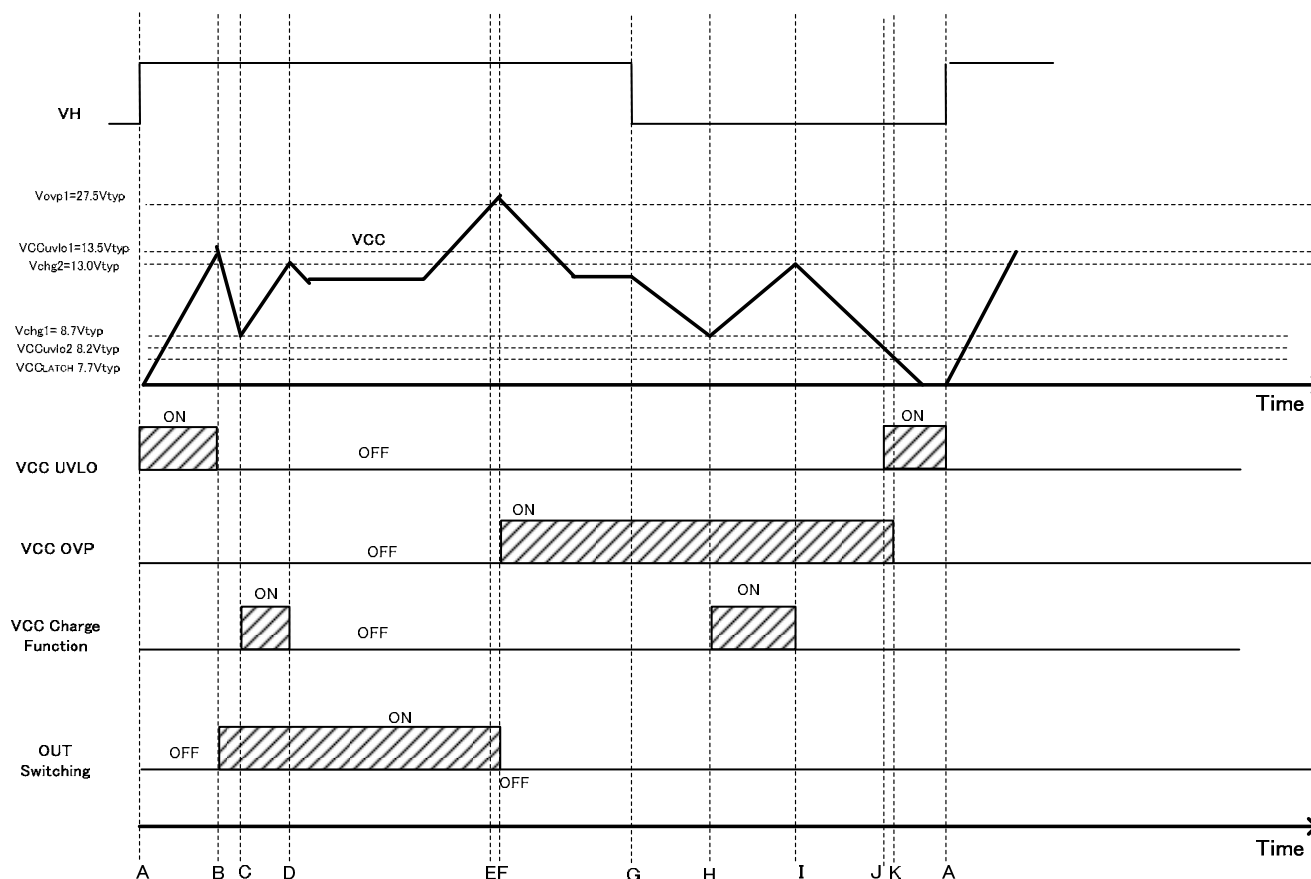 VH
Vovp1=27.5Vtyp
VCCuvlo1=13.5Vtyp
VCC
Vchg2=13.0Vtyp
Vchg1= 8.7Vtyp
VCCuvlo2 8.2Vtyp
VCCLATCH 7.7Vtyp
Time
ON
ON
VCC UVLO
OFF
ON
VCC OVP
OFF
ON
ON
VCC Charge
Function
OFF
ON
OUT
Switching
OFF
OFF
Time
A B C D E F G H I J K A